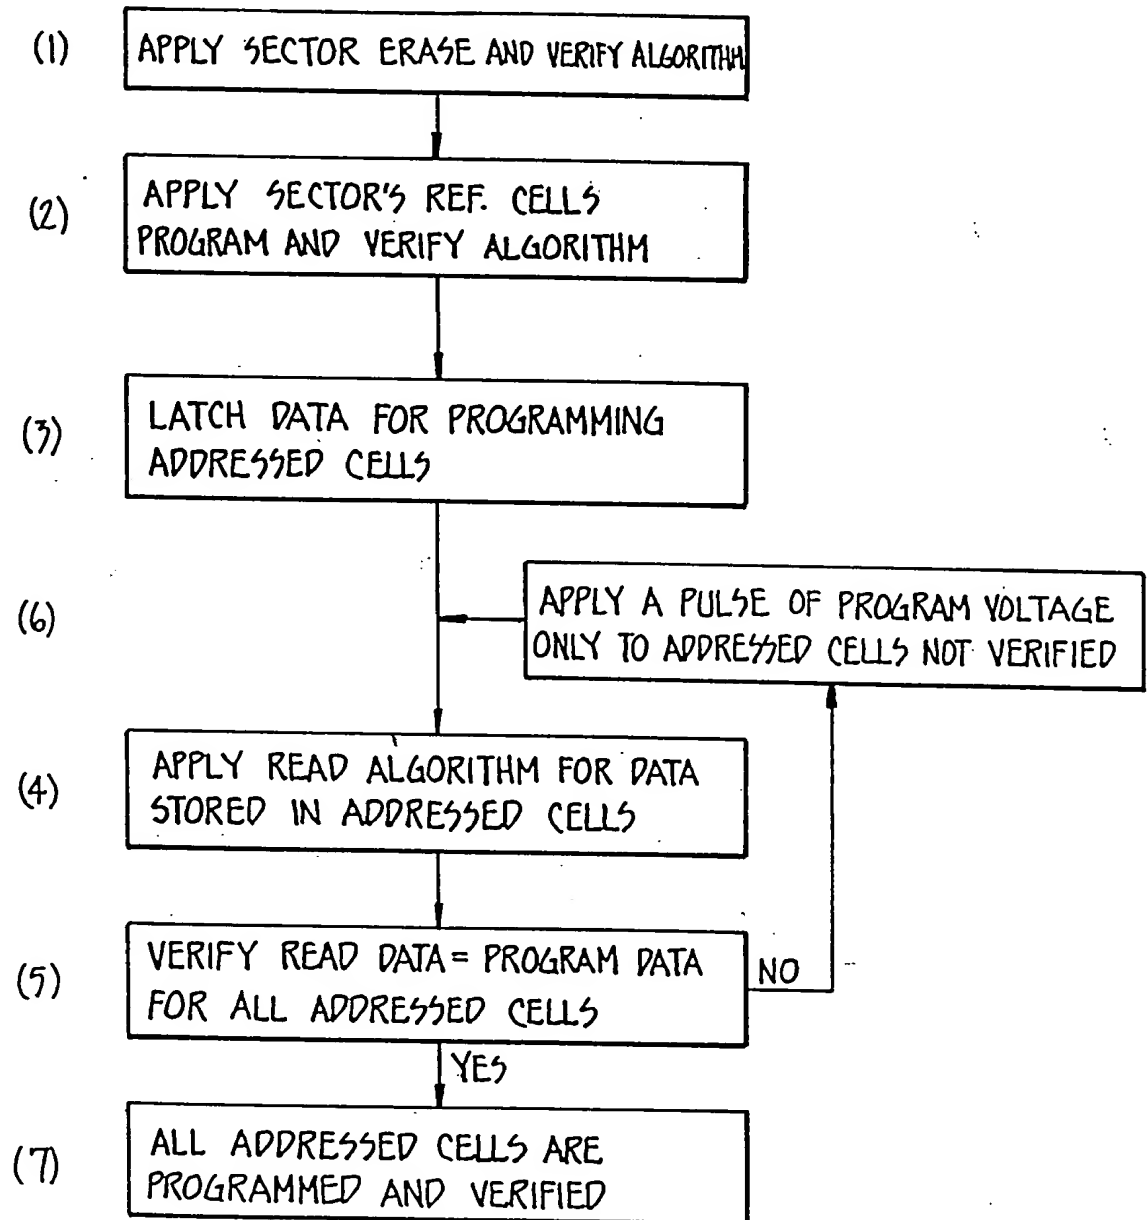 (1) APPLY SECTOR ERASE AND VERIFY ALGORITHM
(2) APPLY SECTOR'S REF. CELLS
PROGRAM AND VERIFY ALGORITHM
(3) LATCH DATA FOR PROGRAMMING
ADDRESSED CELLS
(6) APPLY A PULSE OF PROGRAM VOLTAGE
ONLY TO ADDRESSED CELLS NOT VERIFIED
(4) APPLY READ ALGORITHM FOR DATA
STORED IN ADDRESSED CELLS
(5) VERIFY READ DATA = PROGRAM DATA
FOR ALL ADDRESSED CELLS
NO
YES
(7) ALL ADDRESSED CELLS ARE
PROGRAMMED AND VERIFIED